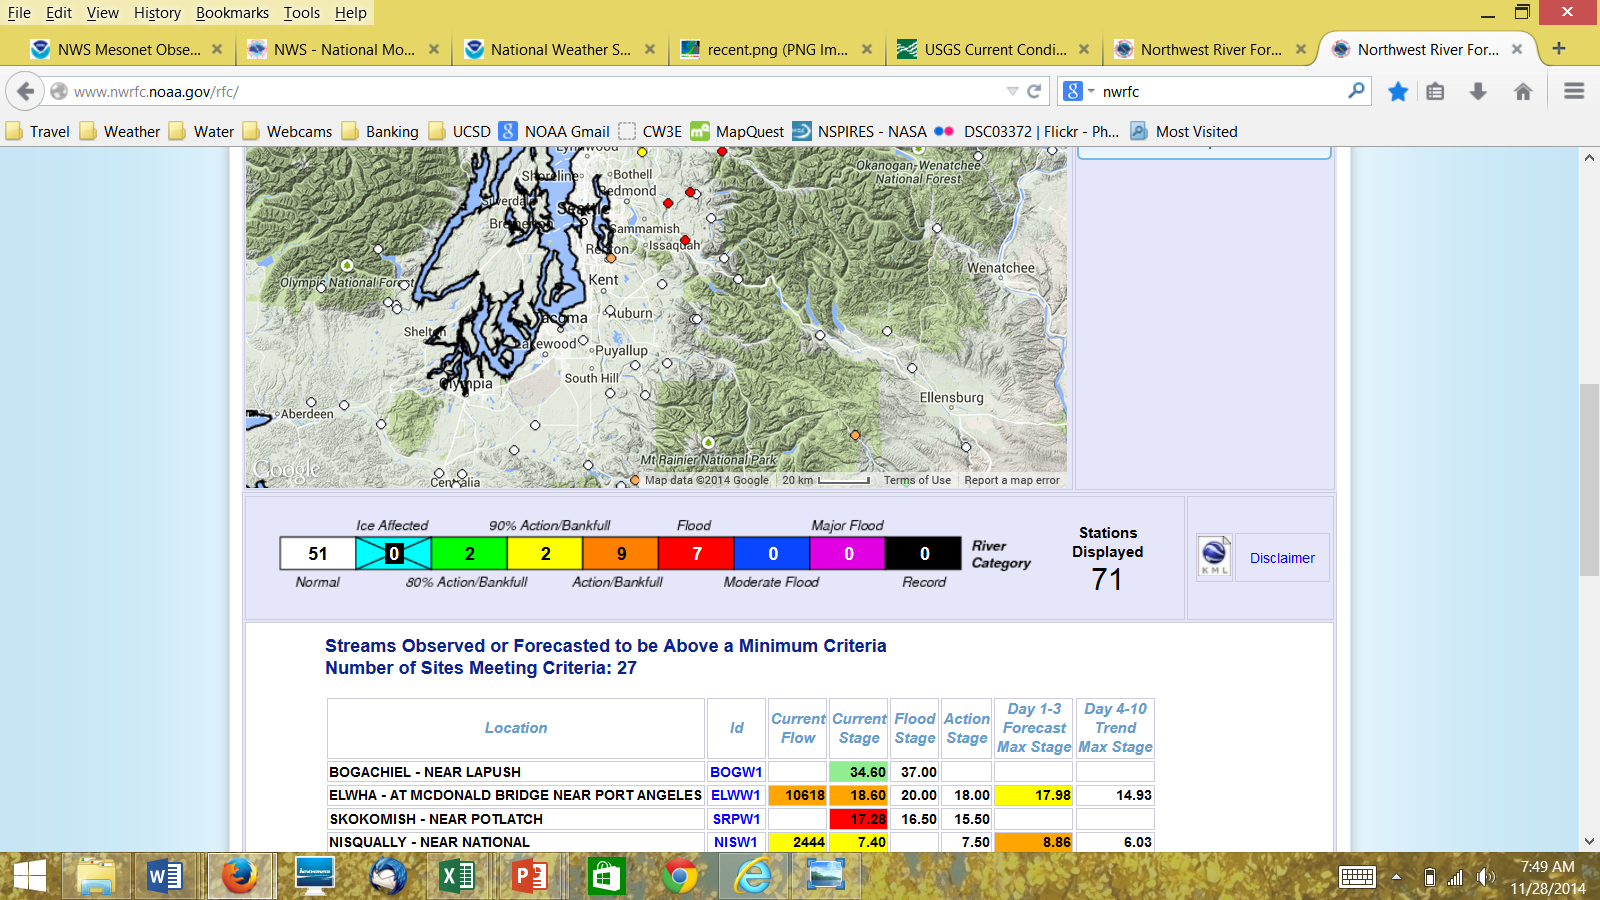 File Edit View History Bookmarks Tools Help
NWS Mesonet Obse... NWS - National Mo... National Weather S... recent.png (PNG Im... USGS Current Condi... Northwest River For... Northwest River For...
www.nwrfc.noaa.gov/rfc/ nwrfc
Travel Weather Water Webcams Banking UCSD NOAA Gmail CW3E MapQuest NSPIRES - NASA DSC03372 | Flickr - Ph... Most Visited
Okanogan-Wenatchee
National Forest
Shoreline
Bothell
Redmond
Silverdale
Seattle
Bremerton
Sammamish
Issaquah
Renton
Wenatchee
Olympic National Forest
Kent
Auburn
Tacoma
Shelton
Lakewood
Puyallup
South Hill
Olympia
Ellensburg
Aberdeen
Mt Rainier National Park
Google
Centralia
Map data ©2014 Google 20 km Terms of Use Report a map error
Ice Affected 90% Action/Bankfull Flood Major Flood
51 0 2 2 9 7 0 0 0
Normal 80% Action/Bankfull Action/Bankfull Moderate Flood Record
River
Category
Stations
Displayed
71
KML
Disclaimer
Streams Observed or Forecasted to be Above a Minimum Criteria
Number of Sites Meeting Criteria: 27
Location Id Current Flow Current Stage Flood Stage Action Stage Day 1-3 Forecast Max Stage Day 4-10 Trend Max Stage
BOGACHIEL - NEAR LAPUSH BOGW1 34.60 37.00
ELWHA - AT MCDONALD BRIDGE NEAR PORT ANGELES ELWW1 10618 18.60 20.00 18.00 17.98 14.93
SKOKOMISH - NEAR POTLATCH SRPW1 17.28 16.50 15.50
NISQUALLY - NEAR NATIONAL NISW1 2444 7.40 7.50 8.86 6.03
7:49 AM
11/28/2014